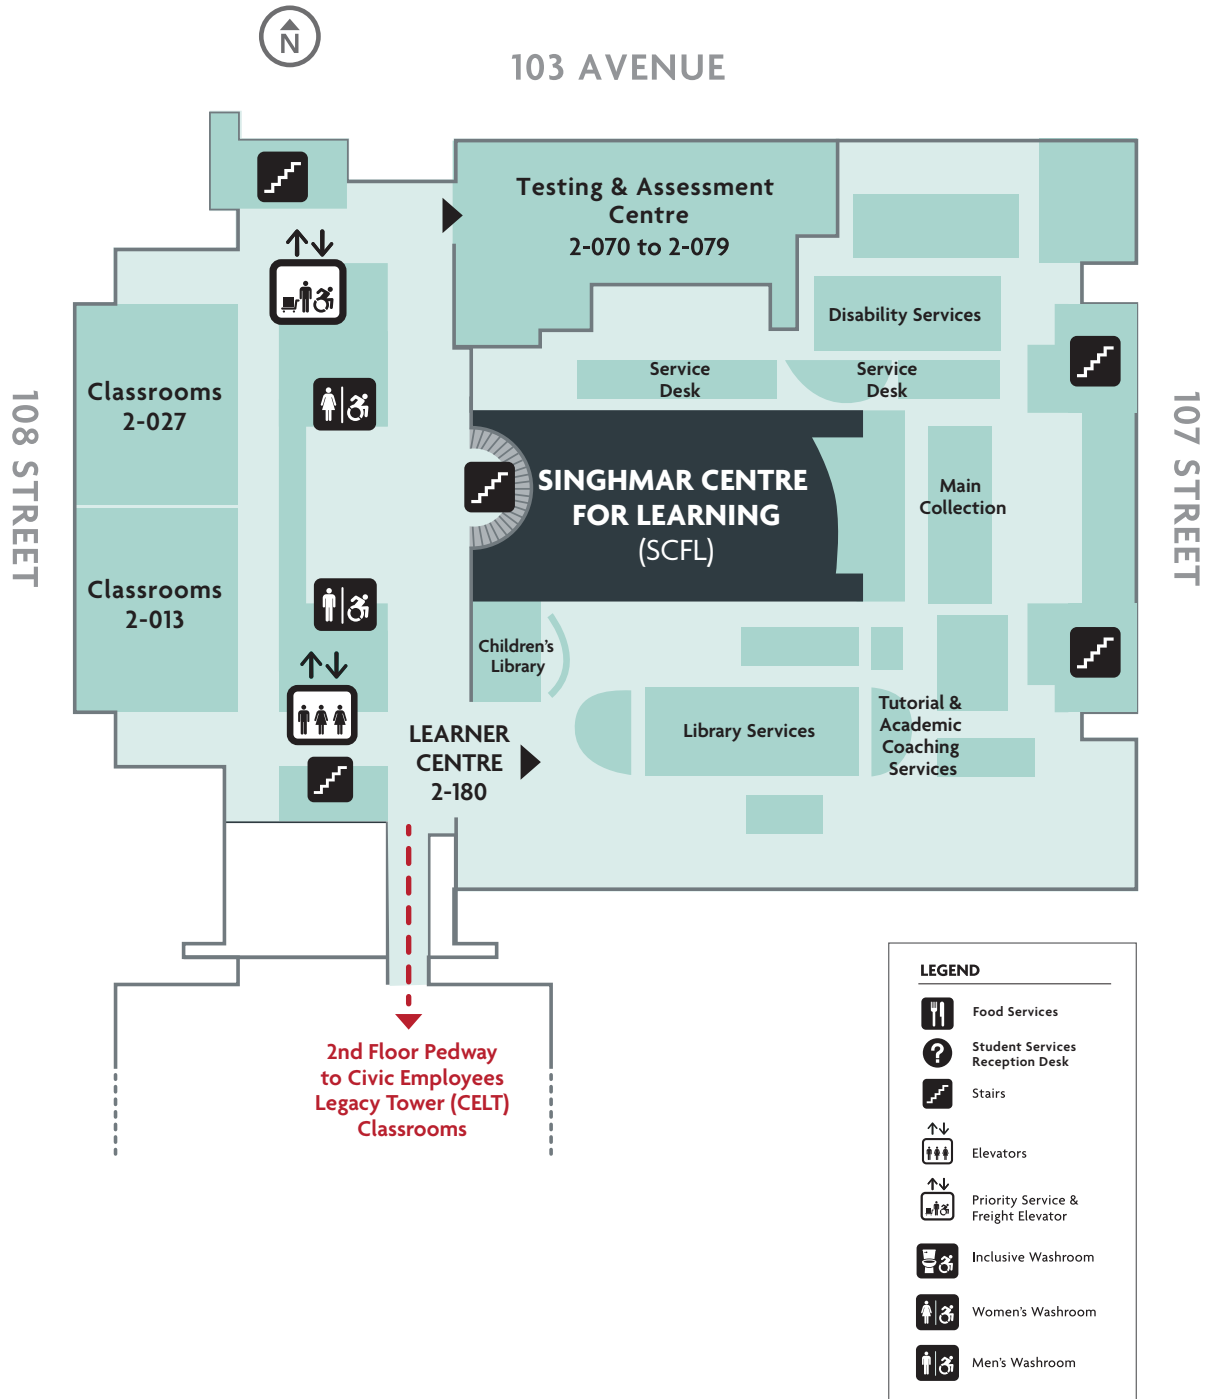 N
103 AVENUE
Testing & Assessment
Centre
2-070 to 2-079
Disability Services
Service
Desk
Service
Desk
Classrooms
2-027
108 STREET
107 STREET
SINGHMAR CENTRE
FOR LEARNING
(SCFL)
Main
Collection
Classrooms
2-013
Children's
Library
LEARNER
CENTRE
2-180
Library Services
Tutorial &
Academic
Coaching
Services
2nd Floor Pedway
to Civic Employees
Legacy Tower (CELT)
Classrooms
LEGEND
Food Services
?
Student Services
Reception Desk
Stairs
Elevators
Priority Service &
Freight Elevator
Inclusive Washroom
Women's Washroom
Men's Washroom